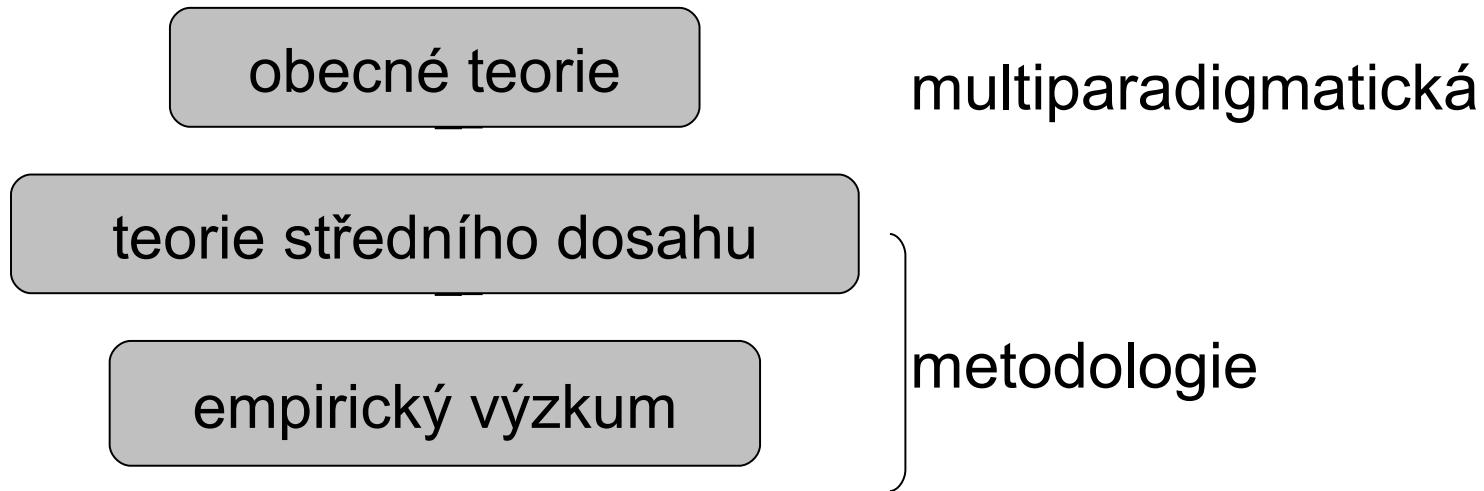 obecné teorie
multiparadigmatická
teorie středního dosahu
metodologie
empirický výzkum